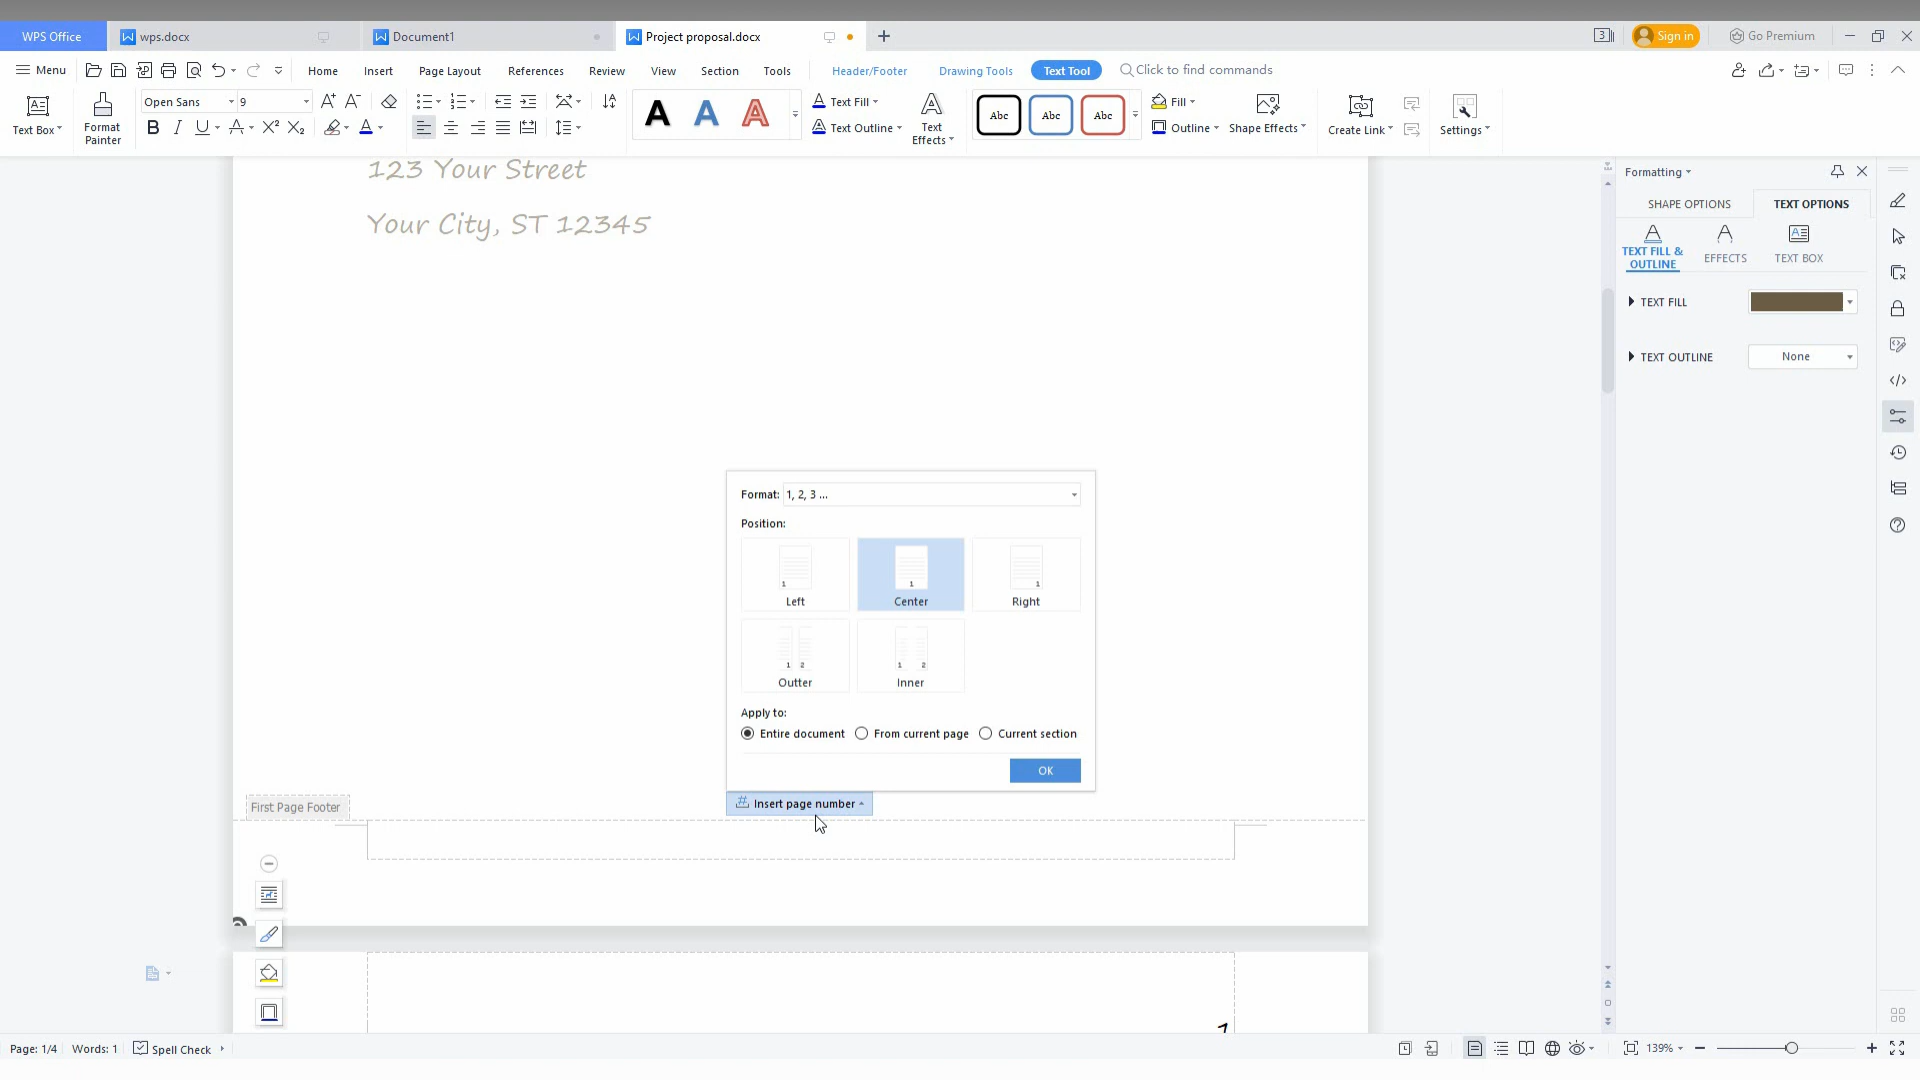 WPS Office
wps.docx
Document1
Project proposal.docx
3
Sign in
Go Premium
Menu
Home
Insert
Page Layout
References
Review
View
Section
Tools
Header/Footer
Drawing Tools
Text Tool
Click to find commands
Text Box
Format Painter
Open Sans
9
Text Fill
Text Outline
Text Effects
Abc
Abc
Abc
Fill
Outline
Shape Effects
Create Link
Settings
123 Your Street
Your City, ST 12345
Formatting
SHAPE OPTIONS
TEXT OPTIONS
TEXT FILL & OUTLINE
EFFECTS
TEXT BOX
TEXT FILL
TEXT OUTLINE
None
Format: 1, 2, 3 ...
Position:
Left
Center
Right
Outter
Inner
Apply to:
Entire document
From current page
Current section
OK
First Page Footer
Insert page number
Page: 1/4
Words: 1
Spell Check
139%